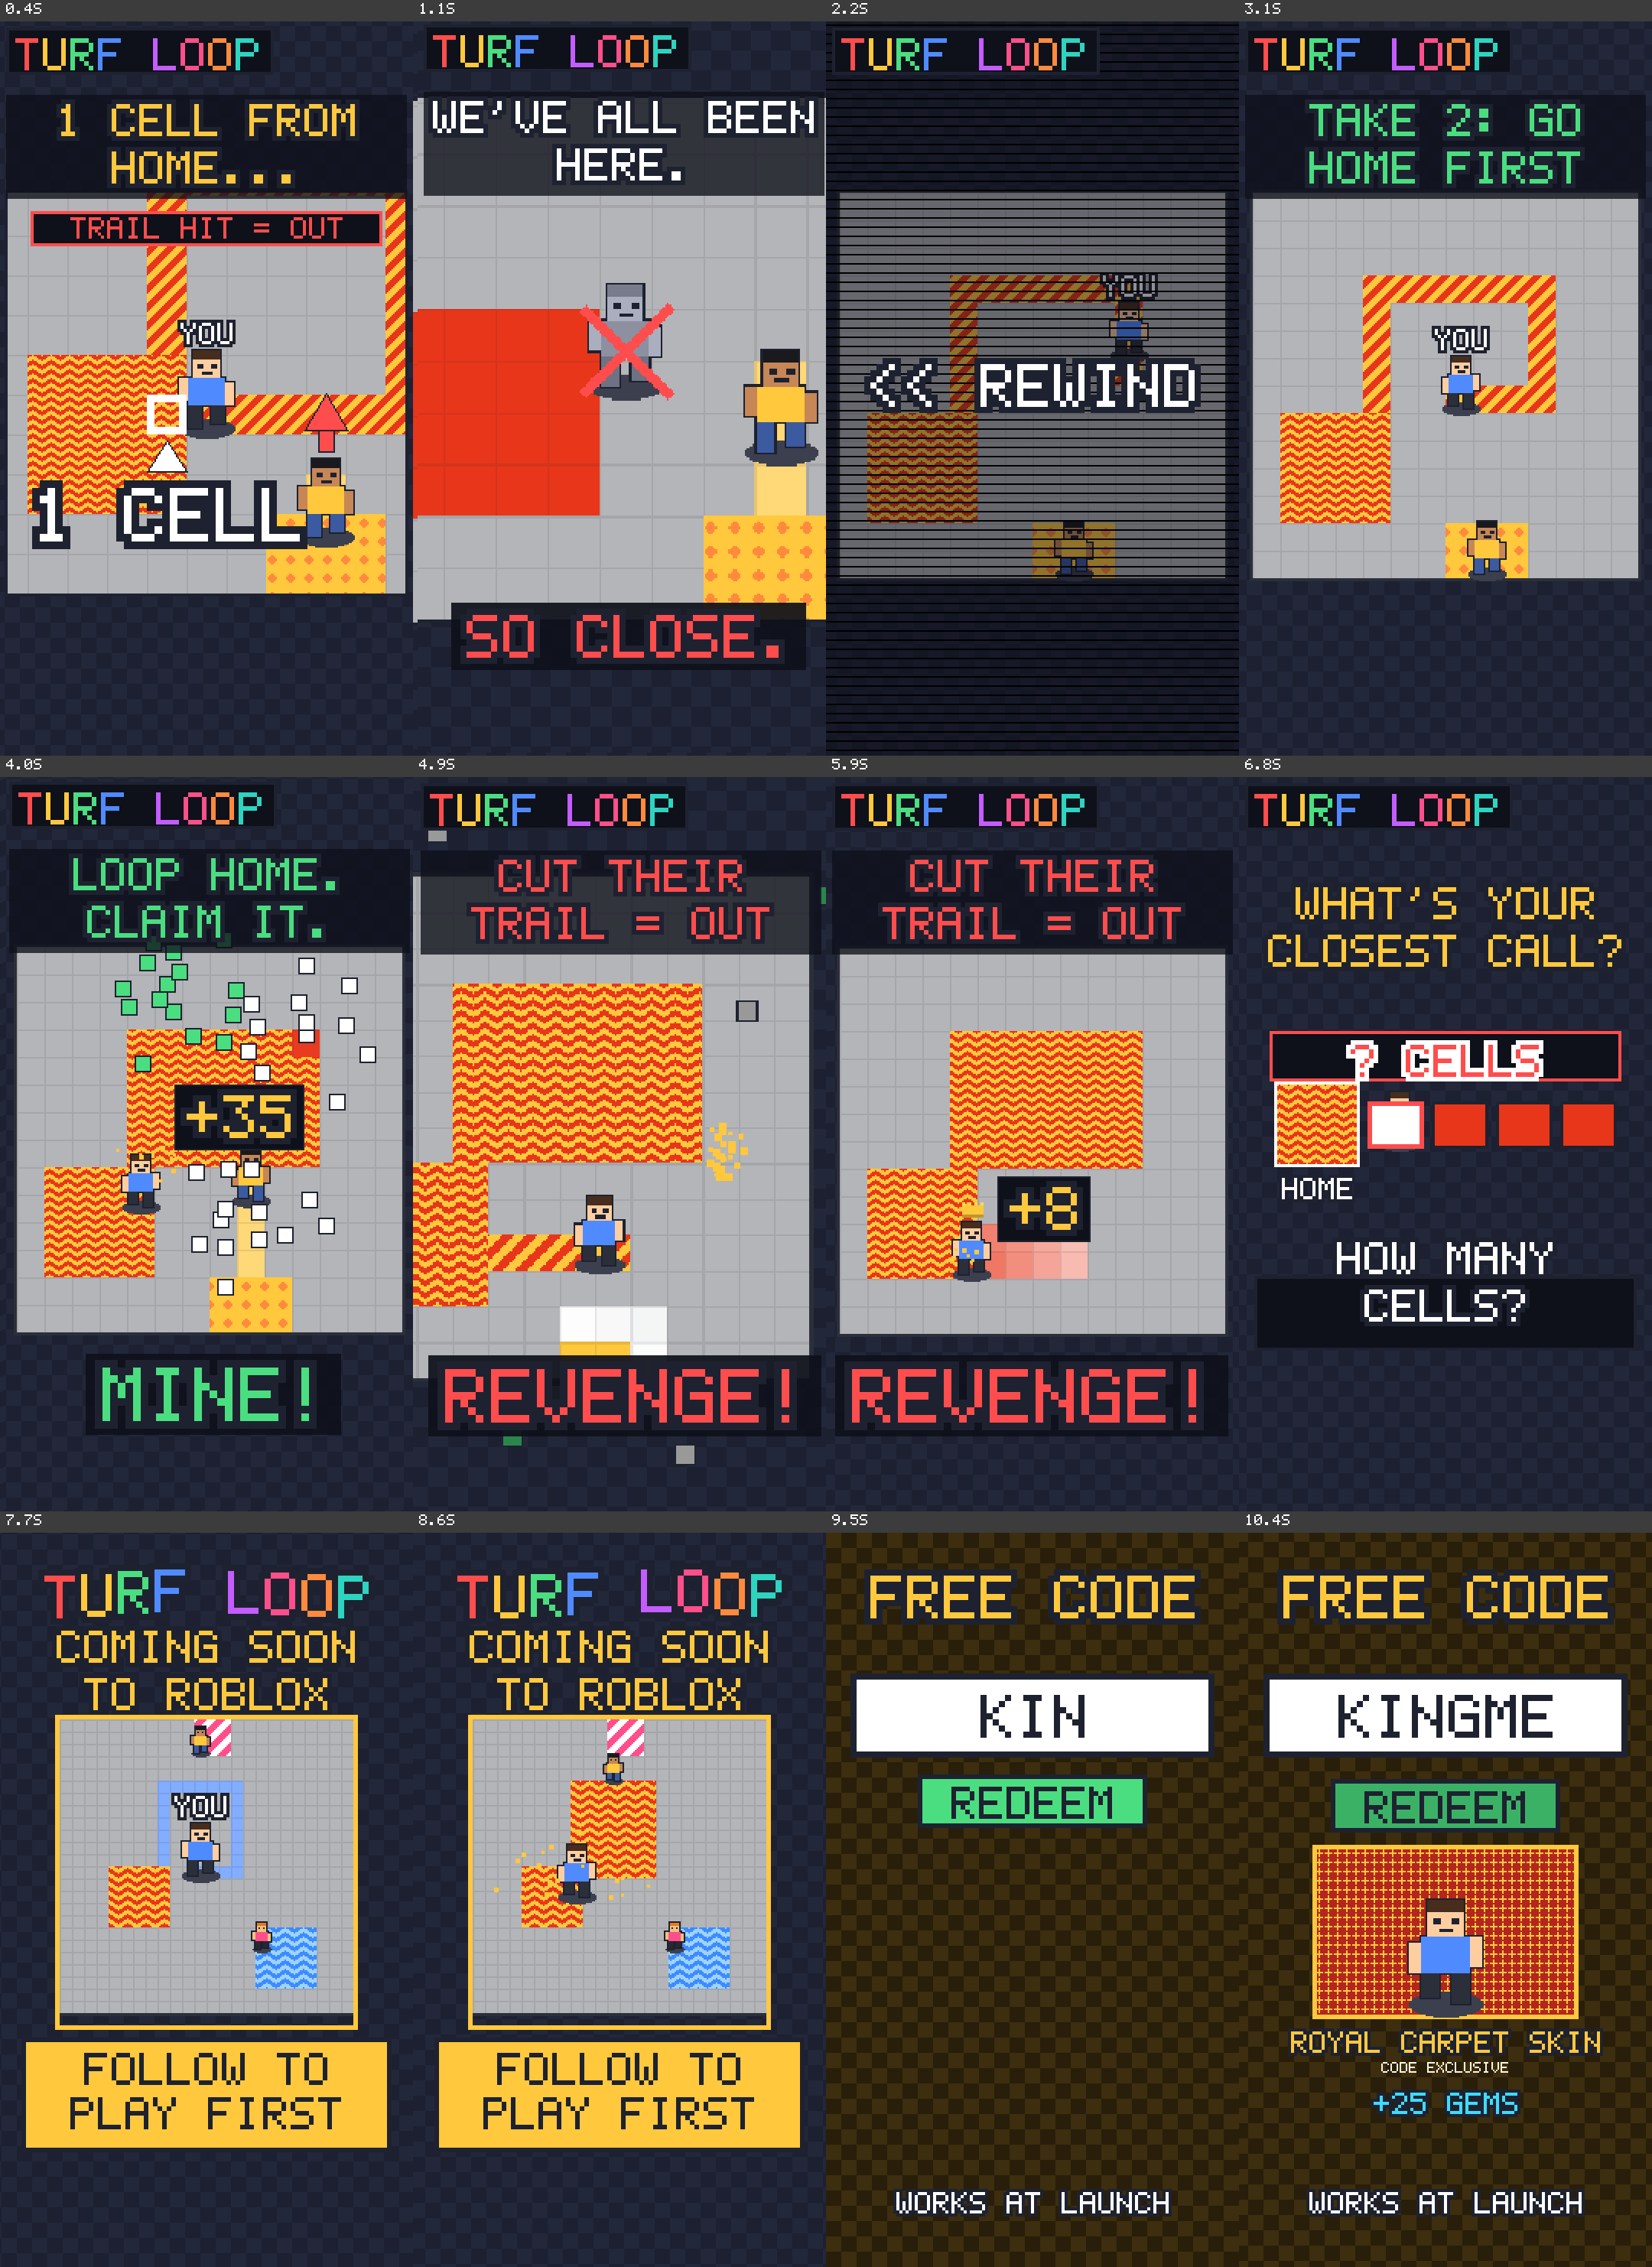 0.4S
TURF LOOP
1 CELL FROM
HOME...
TRAIL HIT = OUT
YOU
1 CELL
1.1S
TURF LOOP
WE'VE ALL BEEN
HERE.
SO CLOSE.
2.2S
TURF LOOP
YOU
<< REWIND
3.1S
TURF LOOP
TAKE 2: GO
HOME FIRST
YOU
4.0S
TURF LOOP
LOOP HOME.
CLAIM IT.
+35
MINE!
4.9S
TURF LOOP
CUT THEIR
TRAIL = OUT
REVENGE!
5.9S
TURF LOOP
CUT THEIR
TRAIL = OUT
+8
REVENGE!
6.8S
TURF LOOP
WHAT'S YOUR
CLOSEST CALL?
? CELLS
HOME
HOW MANY
CELLS?
7.7S
TURF LOOP
COMING SOON
TO ROBLOX
YOU
FOLLOW TO
PLAY FIRST
8.6S
TURF LOOP
COMING SOON
TO ROBLOX
FOLLOW TO
PLAY FIRST
9.5S
FREE CODE
KIN
REDEEM
WORKS AT LAUNCH
10.4S
FREE CODE
KINGME
REDEEM
ROYAL CARPET SKIN
CODE EXCLUSIVE
+25 GEMS
WORKS AT LAUNCH